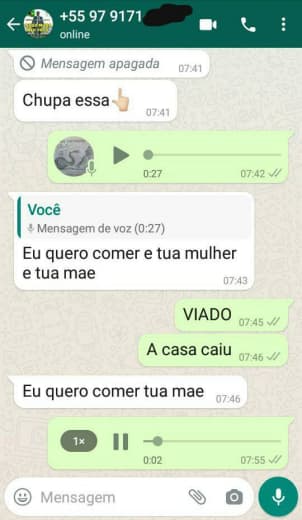 +55 97 9171
online
Mensagem apagada 07:41
Chupa essa 07:41
0:27 07:42
Você
Mensagem de voz (0:27)
Eu quero comer e tua mulher
e tua mae
07:43
VIADO 07:45
A casa caiu 07:46
Eu quero comer tua mae 07:46
1×
0:02 07:55
Mensagem